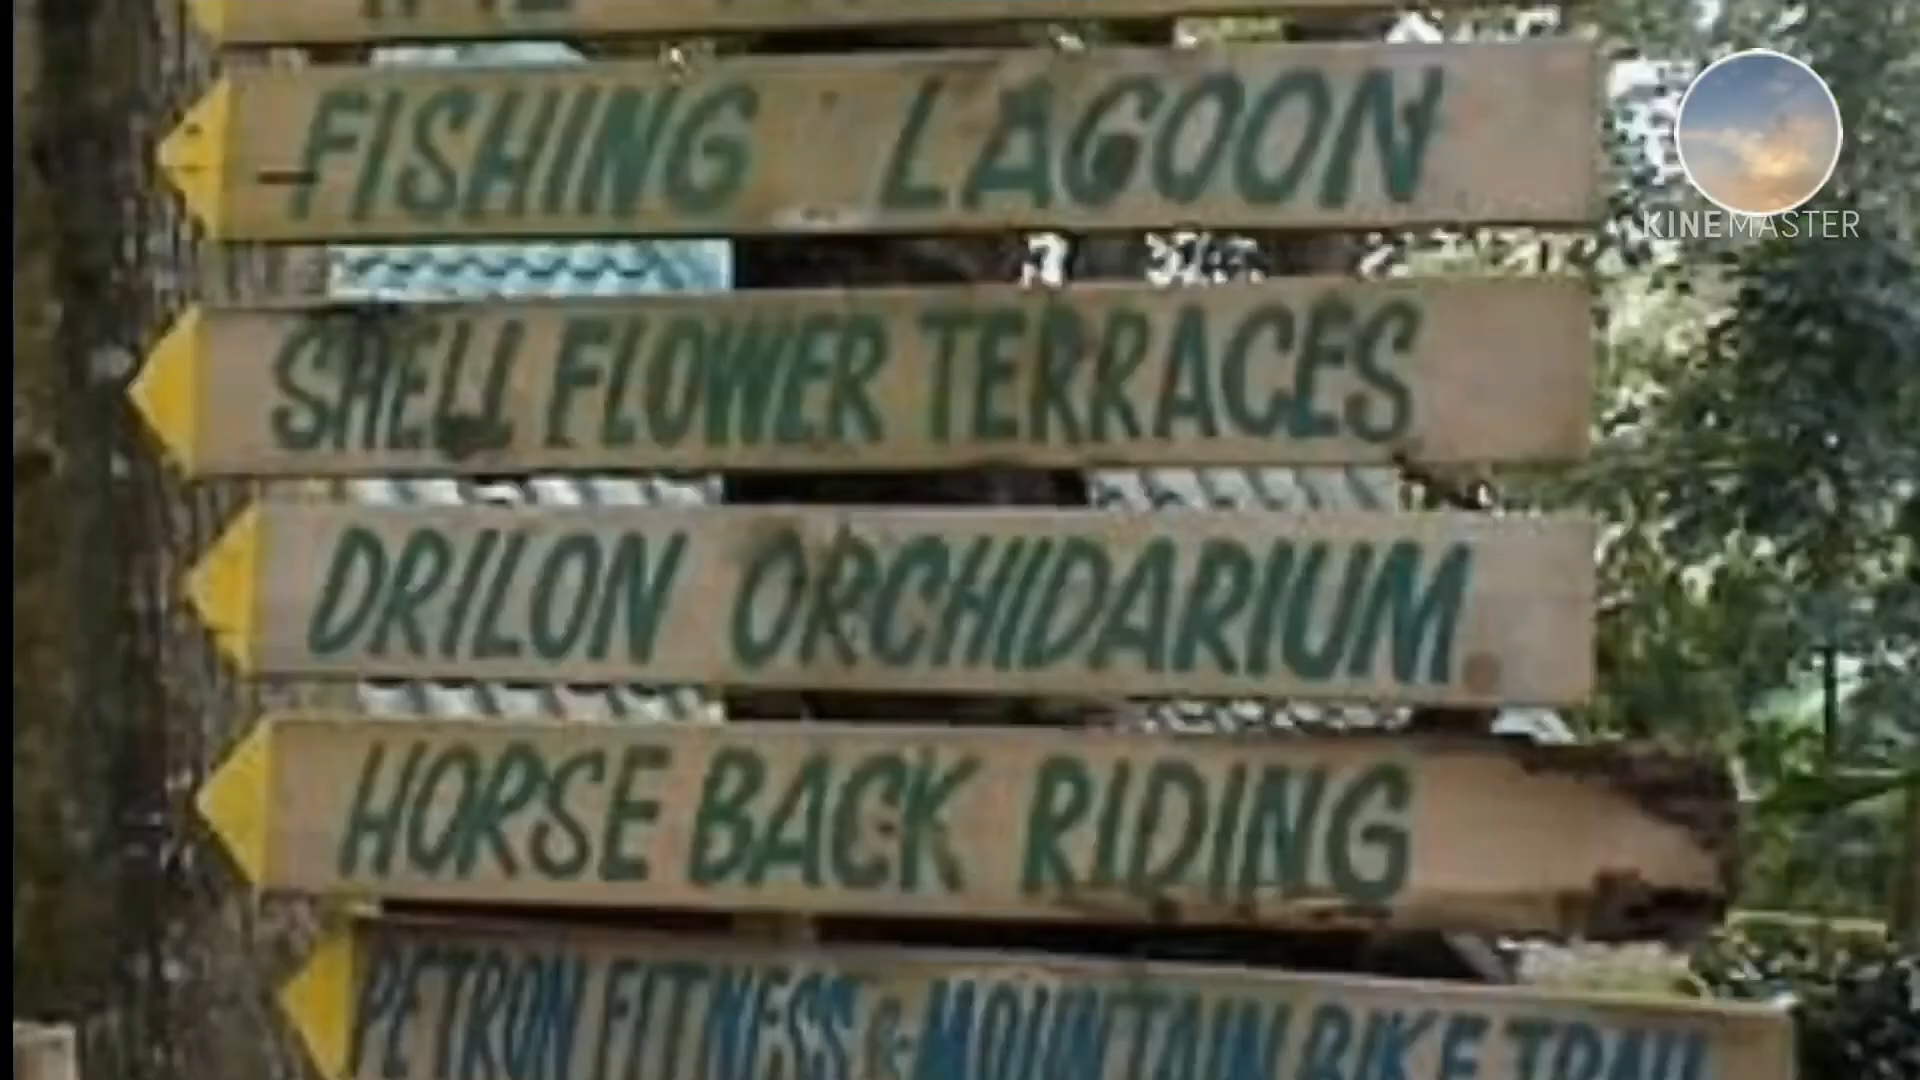 FISHING LAGOON
KINEMASTER
SHELL FLOWER TERRACES
DRILON ORCHIDARIUM
HORSE BACK RIDING
PETRON FITNESS & MOUNTAIN BIKE TRAIL